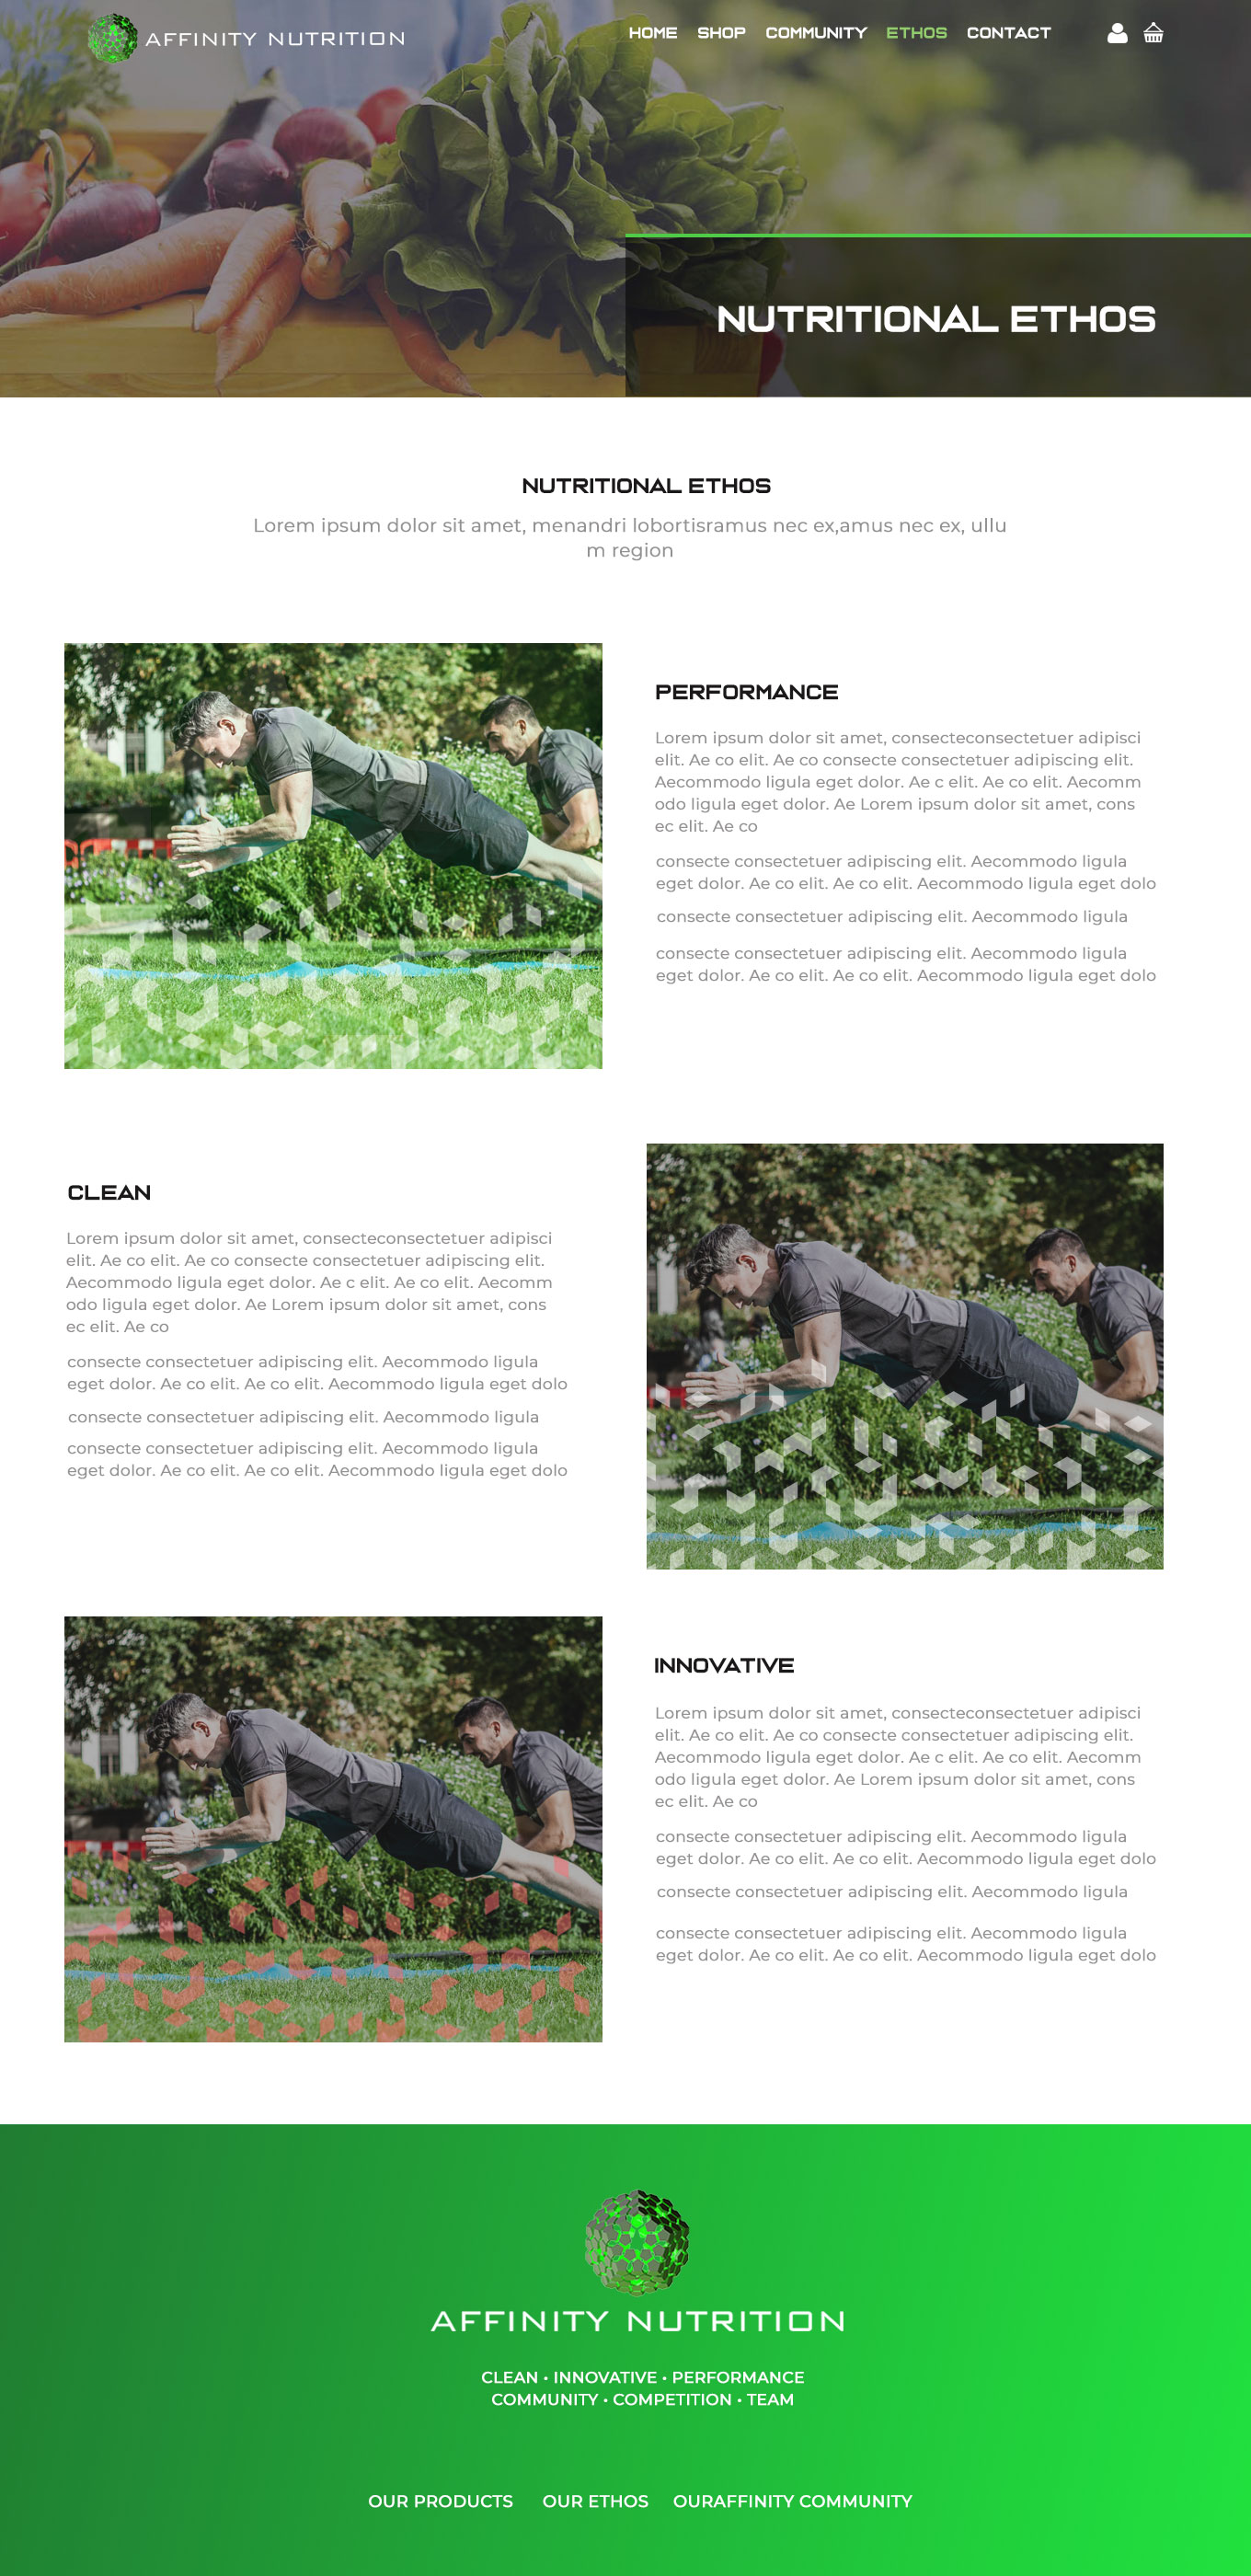 AFFINITY NUTRITION
HOME SHOP COMMUNITY ETHOS CONTACT
NUTRITIONAL ETHOS
NUTRITIONAL ETHOS
Lorem ipsum dolor sit amet, menandri lobortisramus nec ex,amus nec ex, ullu
m region
PERFORMANCE
Lorem ipsum dolor sit amet, consecteconsectetuer adipisci
elit. Ae co elit. Ae co consecte consectetuer adipiscing elit.
Aecommodo ligula eget dolor. Ae c elit. Ae co elit. Aecomm
odo ligula eget dolor. Ae Lorem ipsum dolor sit amet, cons
ec elit. Ae co
consecte consectetuer adipiscing elit. Aecommodo ligula
eget dolor. Ae co elit. Ae co elit. Aecommodo ligula eget dolo
consecte consectetuer adipiscing elit. Aecommodo ligula
consecte consectetuer adipiscing elit. Aecommodo ligula
eget dolor. Ae co elit. Ae co elit. Aecommodo ligula eget dolo
CLEAN
Lorem ipsum dolor sit amet, consecteconsectetuer adipisci
elit. Ae co elit. Ae co consecte consectetuer adipiscing elit.
Aecommodo ligula eget dolor. Ae c elit. Ae co elit. Aecomm
odo ligula eget dolor. Ae Lorem ipsum dolor sit amet, cons
ec elit. Ae co
consecte consectetuer adipiscing elit. Aecommodo ligula
eget dolor. Ae co elit. Ae co elit. Aecommodo ligula eget dolo
consecte consectetuer adipiscing elit. Aecommodo ligula
consecte consectetuer adipiscing elit. Aecommodo ligula
eget dolor. Ae co elit. Ae co elit. Aecommodo ligula eget dolo
INNOVATIVE
Lorem ipsum dolor sit amet, consecteconsectetuer adipisci
elit. Ae co elit. Ae co consecte consectetuer adipiscing elit.
Aecommodo ligula eget dolor. Ae c elit. Ae co elit. Aecomm
odo ligula eget dolor. Ae Lorem ipsum dolor sit amet, cons
ec elit. Ae co
consecte consectetuer adipiscing elit. Aecommodo ligula
eget dolor. Ae co elit. Ae co elit. Aecommodo ligula eget dolo
consecte consectetuer adipiscing elit. Aecommodo ligula
consecte consectetuer adipiscing elit. Aecommodo ligula
eget dolor. Ae co elit. Ae co elit. Aecommodo ligula eget dolo
AFFINITY NUTRITION
CLEAN • INNOVATIVE • PERFORMANCE
COMMUNITY • COMPETITION • TEAM
OUR PRODUCTS OUR ETHOS OURAFFINITY COMMUNITY